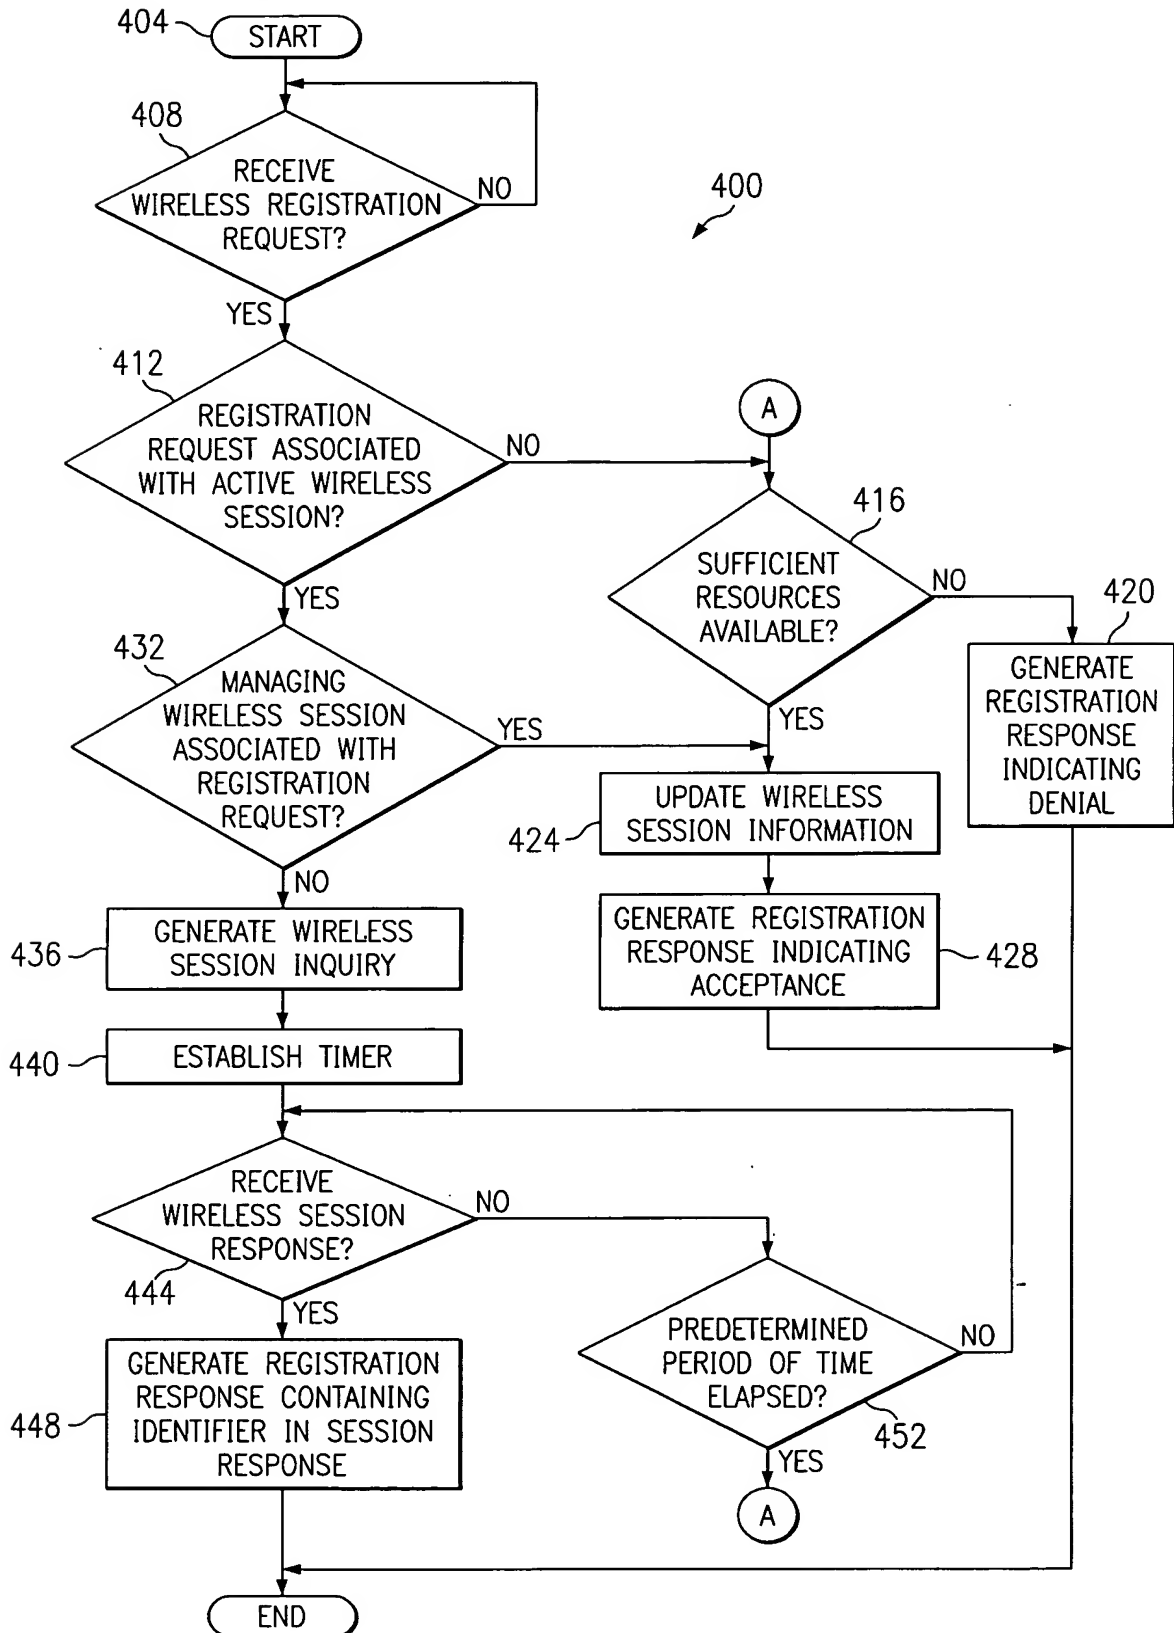 404
START
408
RECEIVE
WIRELESS REGISTRATION
REQUEST?
NO
400
YES
412
REGISTRATION
REQUEST ASSOCIATED
WITH ACTIVE WIRELESS
SESSION?
NO
A
YES
416
SUFFICIENT
RESOURCES
AVAILABLE?
NO
YES
420
GENERATE
REGISTRATION
RESPONSE
INDICATING
DENIAL
432
MANAGING
WIRELESS SESSION
ASSOCIATED WITH
REGISTRATION
REQUEST?
YES
NO
UPDATE WIRELESS
SESSION INFORMATION
424
GENERATE REGISTRATION
RESPONSE INDICATING
ACCEPTANCE
428
GENERATE WIRELESS
SESSION INQUIRY
436
ESTABLISH TIMER
440
RECEIVE
WIRELESS SESSION
RESPONSE?
444
NO
YES
PREDETERMINED
PERIOD OF TIME
ELAPSED?
NO
452
YES
A
GENERATE REGISTRATION
RESPONSE CONTAINING
IDENTIFIER IN SESSION
RESPONSE
448
END